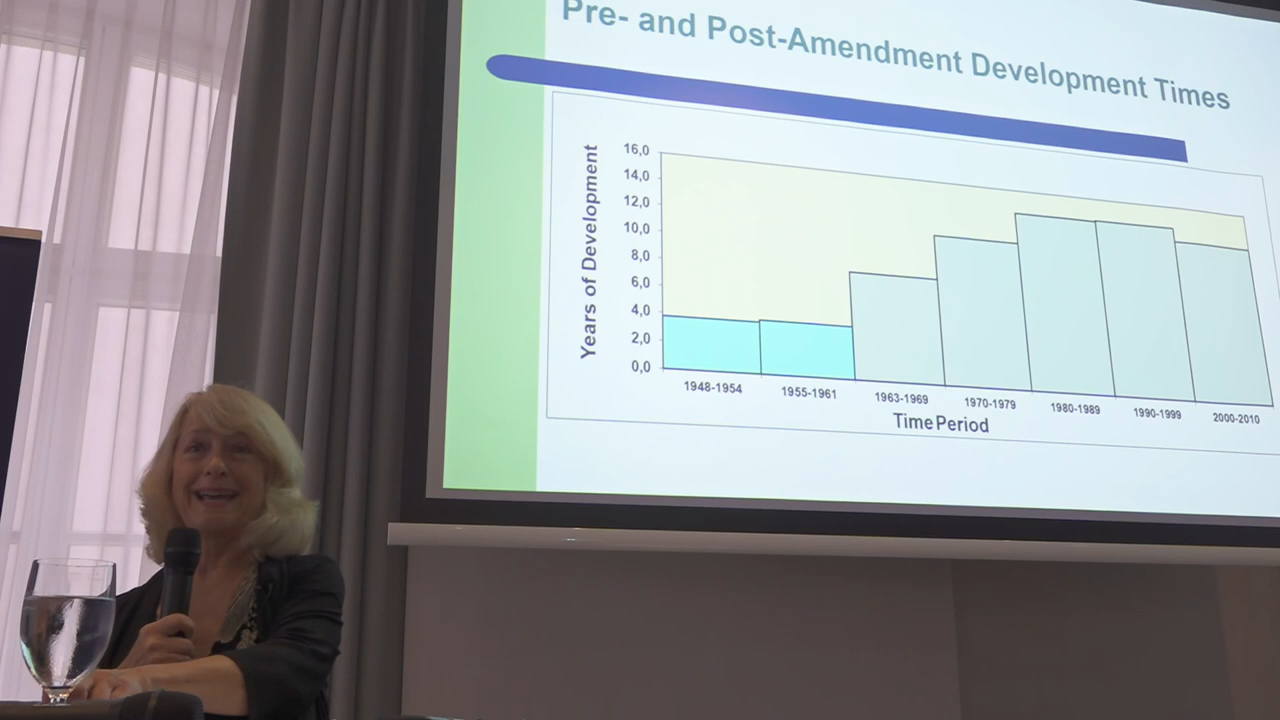 Pre- and Post-Amendment Development Times
Years of Development
16,0
14,0
12,0
10,0
8,0
6,0
4,0
2,0
0,0
1948-1954 1955-1961 1963-1969 1970-1979 1980-1989 1990-1999 2000-2010
Time Period